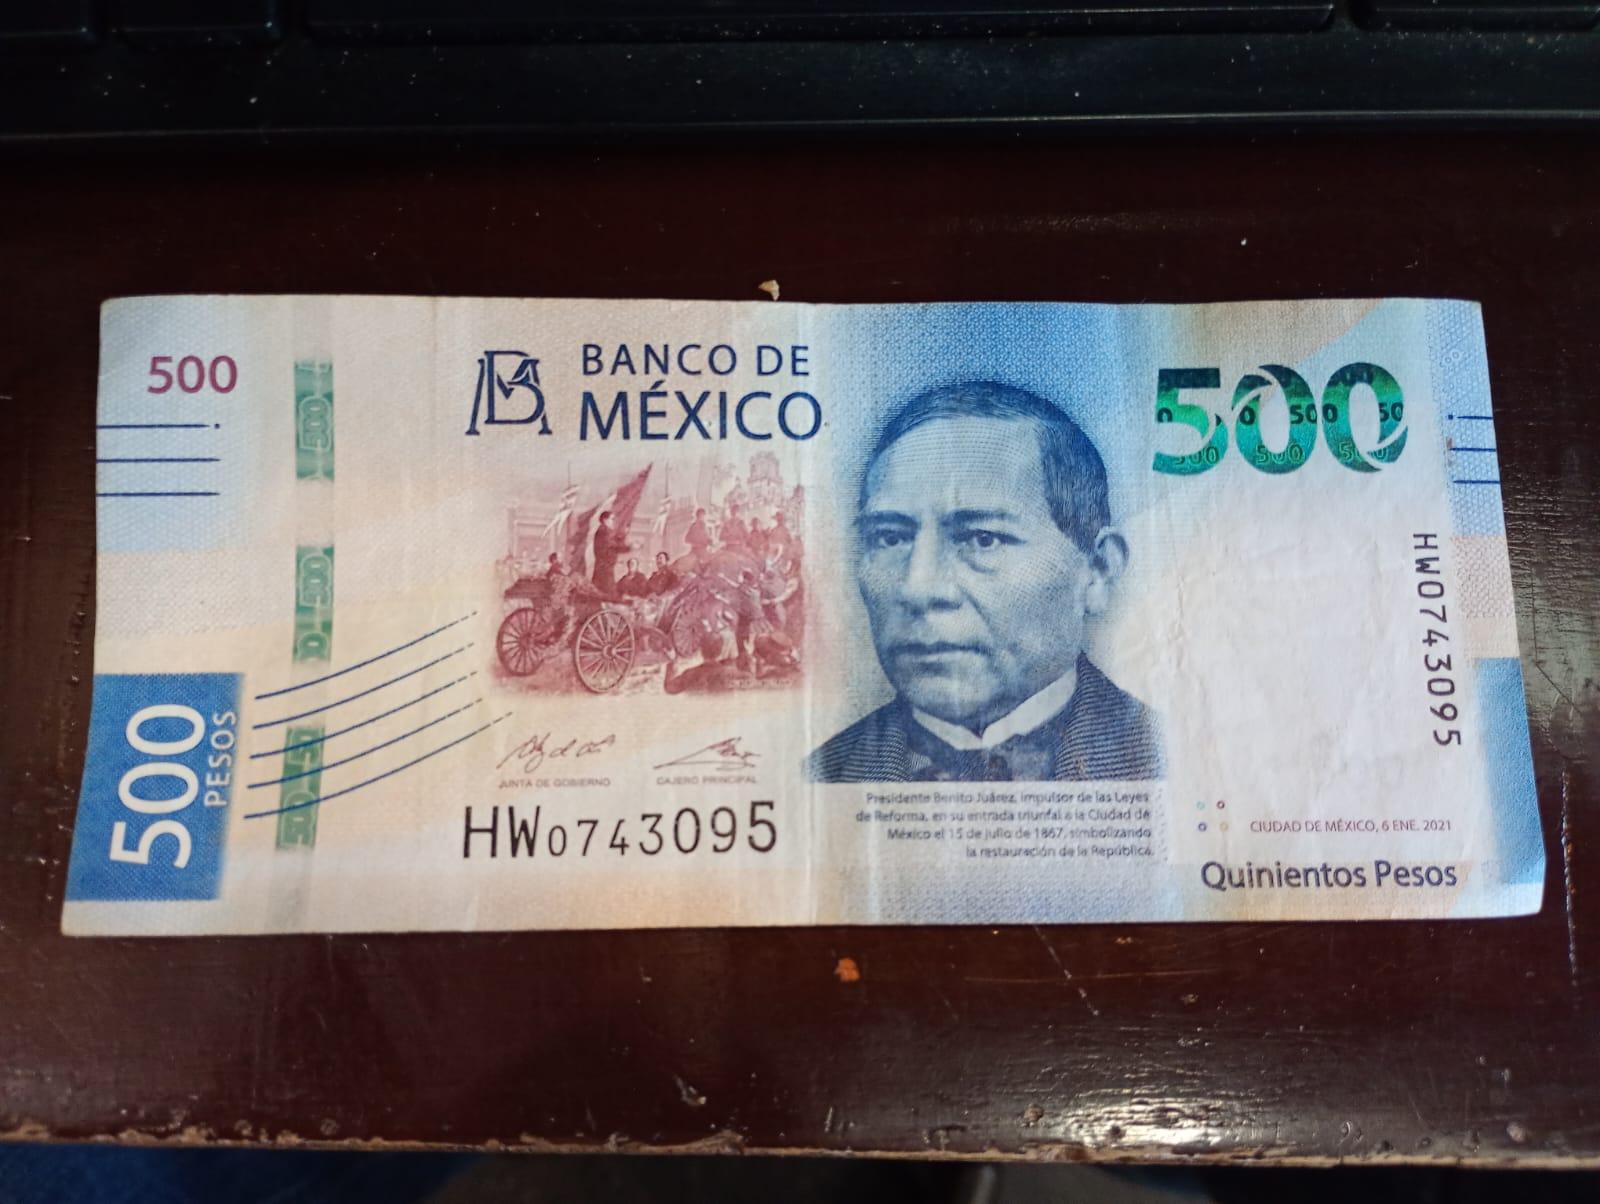 500
BM
BANCO DE
MÉXICO
500
500
500
HW0743095
500
PESOS
JUNTA DE GOBIERNO
CAJERO PRINCIPAL
HW0743095
Presidente Benito Juárez, impulsor de las Leyes
de Reforma, en su entrada triunfal a la Ciudad de
México el 15 de julio de 1867, simbolizando
la restauración de la República.
CIUDAD DE MÉXICO, 6 ENE. 2021
Quinientos Pesos